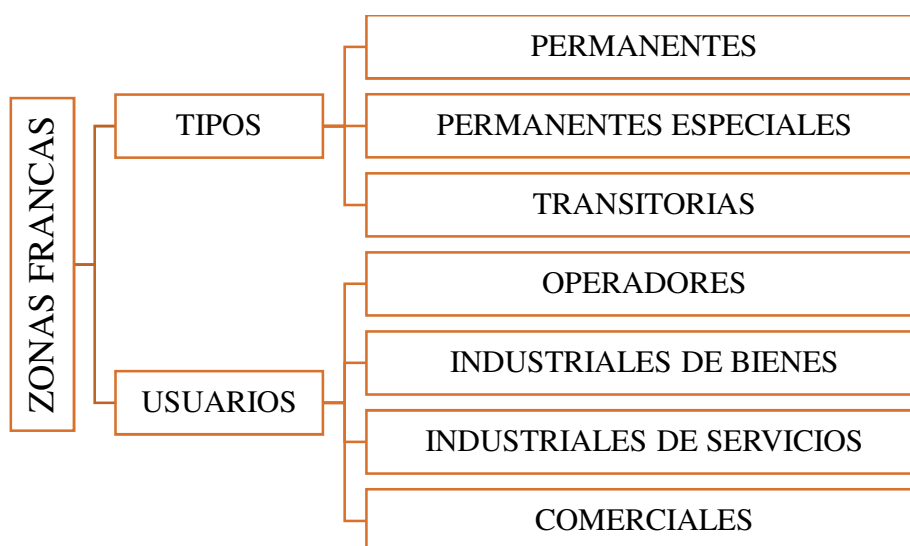 ZONAS FRANCAS
TIPOS
PERMANENTES
PERMANENTES ESPECIALES
TRANSITORIAS
USUARIOS
OPERADORES
INDUSTRIALES DE BIENES
INDUSTRIALES DE SERVICIOS
COMERCIALES